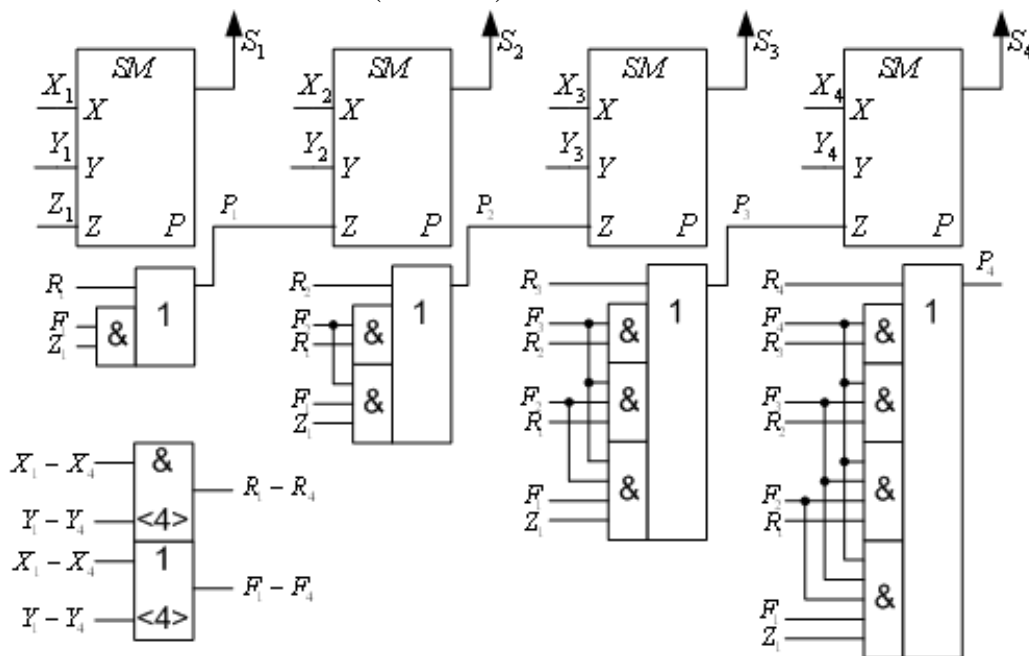 SM S₁ SM S₂ SM S₃ SM S₄
X₁ X X₂ X X₃ X X₄ X
Y₁ Y Y₂ Y Y₃ Y Y₄ Y
Z₁ Z P P₁ Z P P₂ Z P P₃ Z P
R₁ 1 R₂ 1 R₃ 1 R₄ 1 P₄
F₁ & F₂ & F₃ & F₄ &
Z₁ R₁ R₂ R₃
F₁ & F₂ & F₃ &
Z₁ R₁ R₂
F₁ & F₂ &
Z₁ R₁
F₁ &
Z₁
X₁ – X₄ & R₁ – R₄
Y₁ – Y₄ <4>
X₁ – X₄ 1 F₁ – F₄
Y₁ – Y₄ <4>